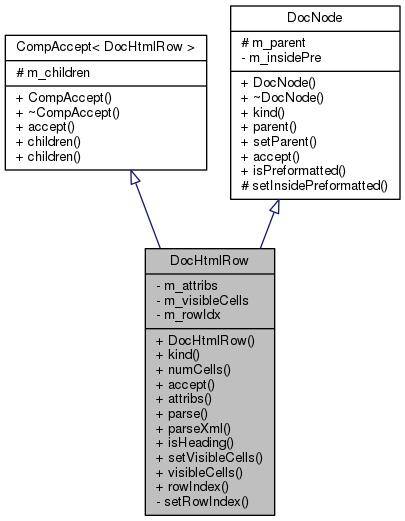 CompAccept< DocHtmlRow >
# m_children
+ CompAccept()
+ ~CompAccept()
+ accept()
+ children()
+ children()
DocNode
# m_parent
- m_insidePre
+ DocNode()
+ ~DocNode()
+ kind()
+ parent()
+ setParent()
+ accept()
+ isPreformatted()
# setInsidePreformatted()
DocHtmlRow
- m_attribs
- m_visibleCells
- m_rowIdx
+ DocHtmlRow()
+ kind()
+ numCells()
+ accept()
+ attribs()
+ parse()
+ parseXml()
+ isHeading()
+ setVisibleCells()
+ visibleCells()
+ rowIndex()
- setRowIndex()